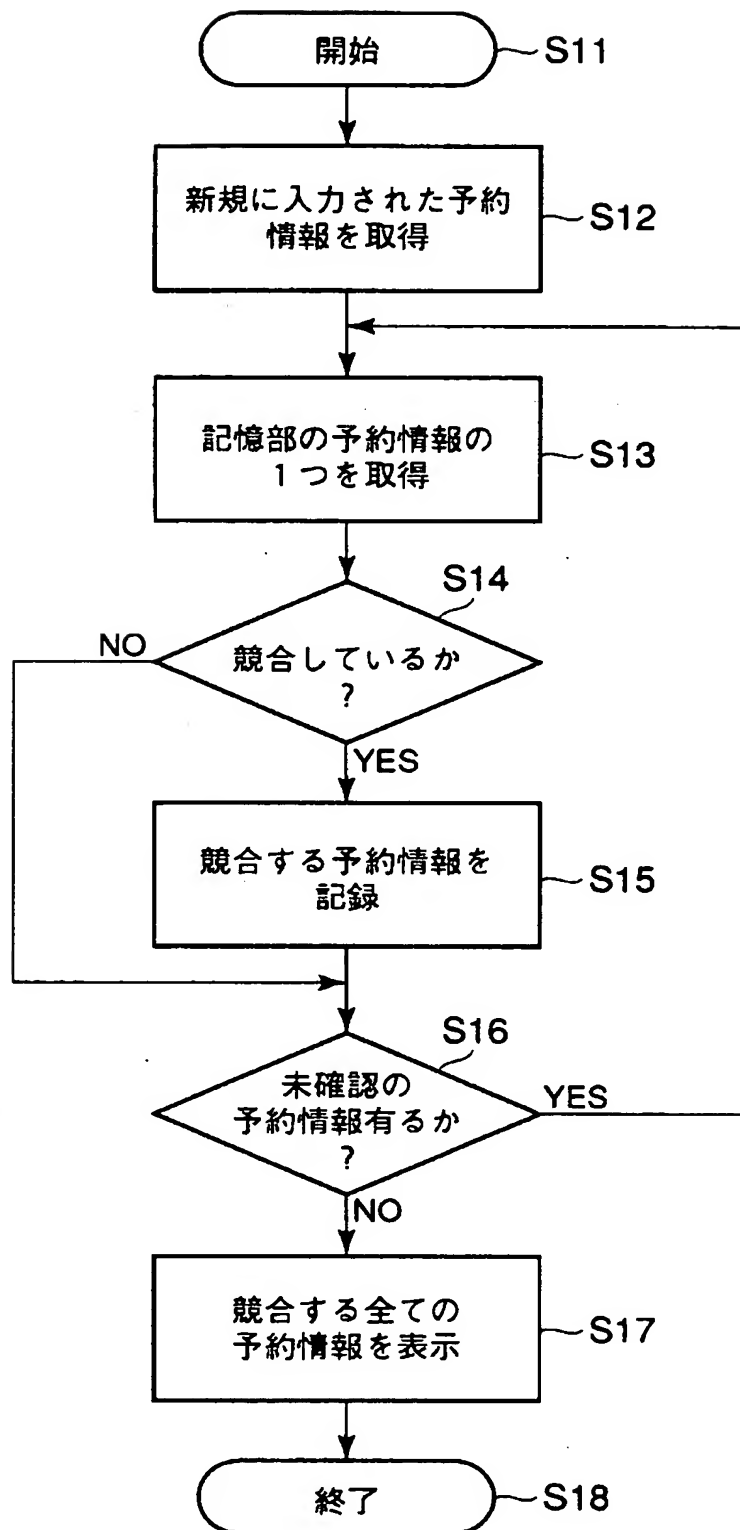 開始
S11
新規に入力された予約
情報を取得
S12
記憶部の予約情報の
1つを取得
S13
S14
NO
競合しているか
?
YES
競合する予約情報を
記録
S15
S16
未確認の
予約情報有るか
?
YES
NO
競合する全ての
予約情報を表示
S17
終了
S18